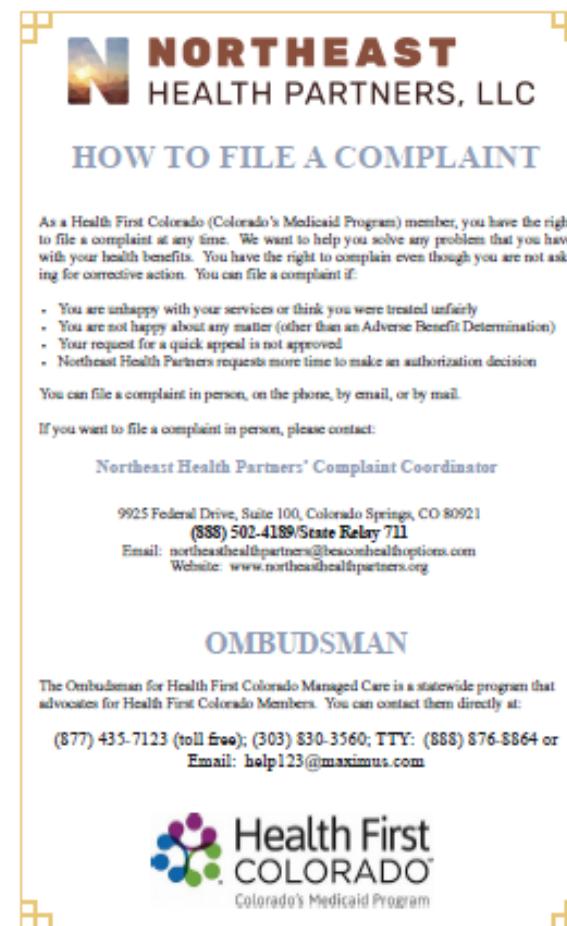 NORTHEAST
HEALTH PARTNERS, LLC
HOW TO FILE A COMPLAINT
As a Health First Colorado (Colorado's Medicaid Program) member, you have the righ
to file a complaint at any time. We want to help you solve any problem that you have
with your health benefits. You have the right to complain even though you are not ask
ing for corrective action. You can file a complaint if:
• You are unhappy with your services or think you were treated unfairly
• You are not happy about any matter (other than an Adverse Benefit Determination)
• Your request for a quick appeal is not approved
• Northeast Health Partners requests more time to make an authorization decision
You can file a complaint in person, on the phone, by email, or by mail.
If you want to file a complaint in person, please contact:
Northeast Health Partners' Complaint Coordinator
9925 Federal Drive, Suite 100, Colorado Springs, CO 80921
(888) 502-4189/State Relay 711
Email: northeasthealthpartners@beaconhealthoptions.com
Website: www.northeasthealthpartners.org
OMBUDSMAN
The Ombudsman for Health First Colorado Managed Care is a statewide program that
advocates for Health First Colorado Members. You can contact them directly at:
(877) 435-7123 (toll free); (303) 830-3560; TTY: (888) 876-8864 or
Email: help123@maximus.com
Health First
COLORADO
Colorado's Medicaid Program